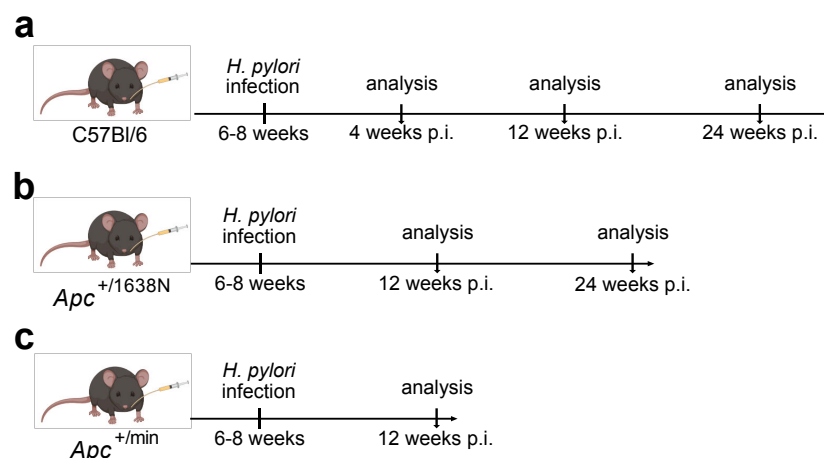 a
H. pylori
infection analysis analysis analysis
C57Bl/6 6-8 weeks 4 weeks p.i. 12 weeks p.i. 24 weeks p.i.
b
H. pylori
infection analysis analysis
Apc+/1638N 6-8 weeks 12 weeks p.i. 24 weeks p.i.
c
H. pylori
infection analysis
Apc+/min 6-8 weeks 12 weeks p.i.